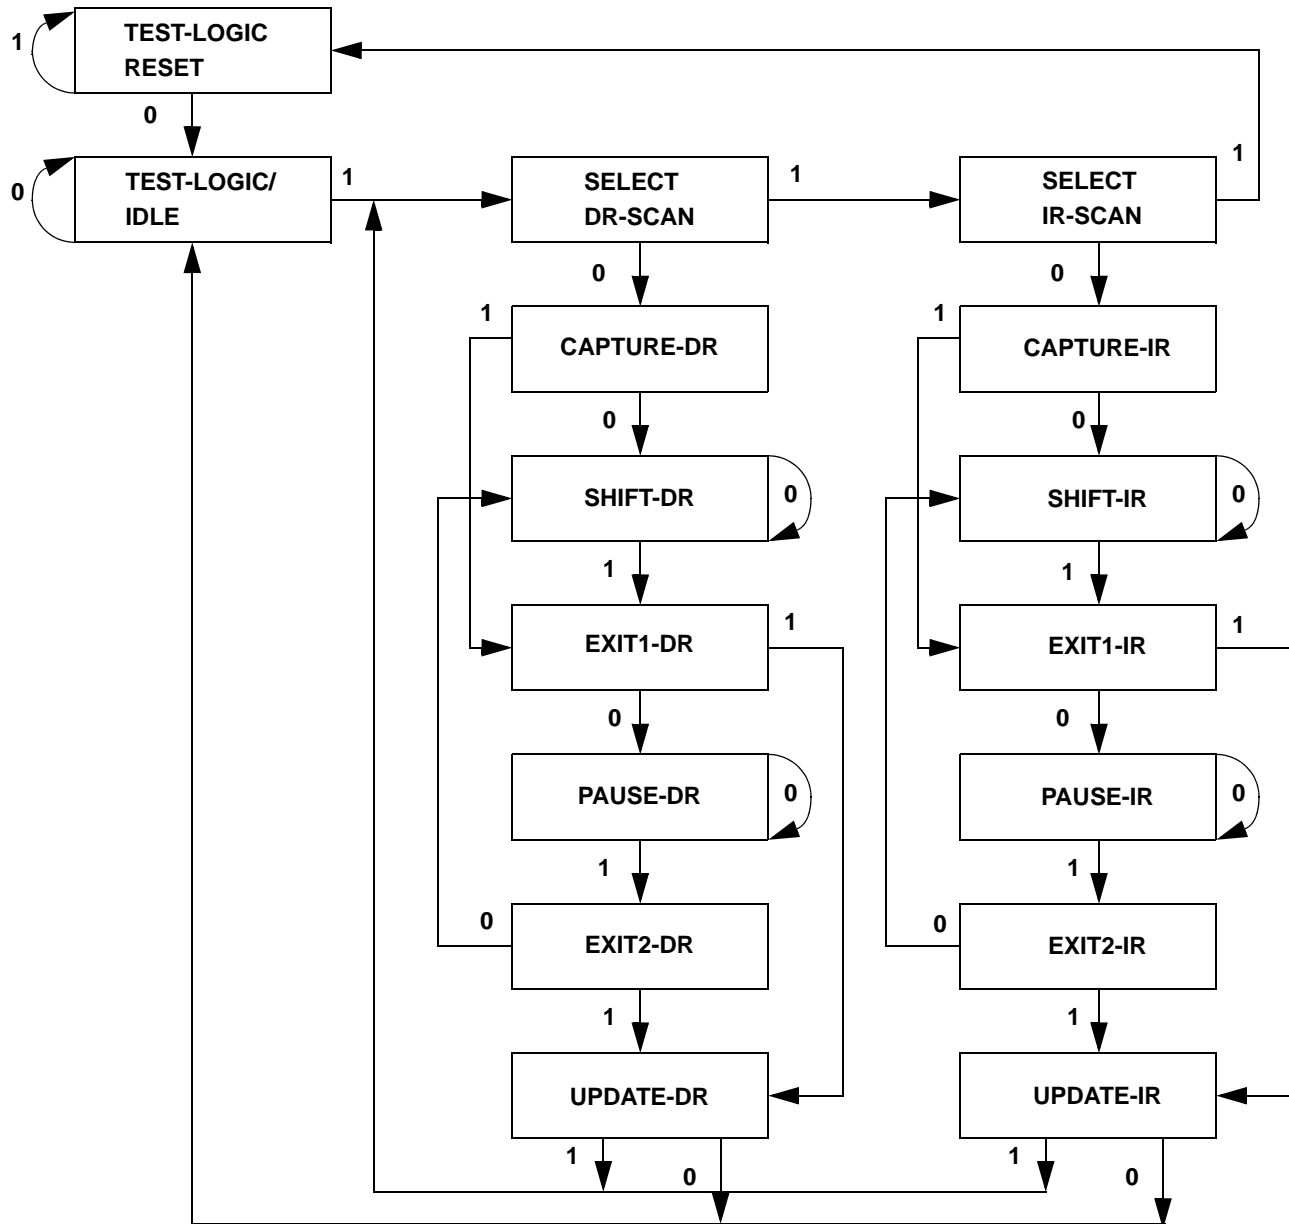 1
TEST-LOGIC
RESET
0
0
TEST-LOGIC/
IDLE
1
SELECT
DR-SCAN
1
SELECT
IR-SCAN
1
0
0
1
CAPTURE-DR
1
CAPTURE-IR
0
0
SHIFT-DR
0
SHIFT-IR
0
1
1
EXIT1-DR
1
EXIT1-IR
1
0
0
PAUSE-DR
0
PAUSE-IR
0
1
1
0
EXIT2-DR
0
EXIT2-IR
1
1
UPDATE-DR
UPDATE-IR
1
0
1
0